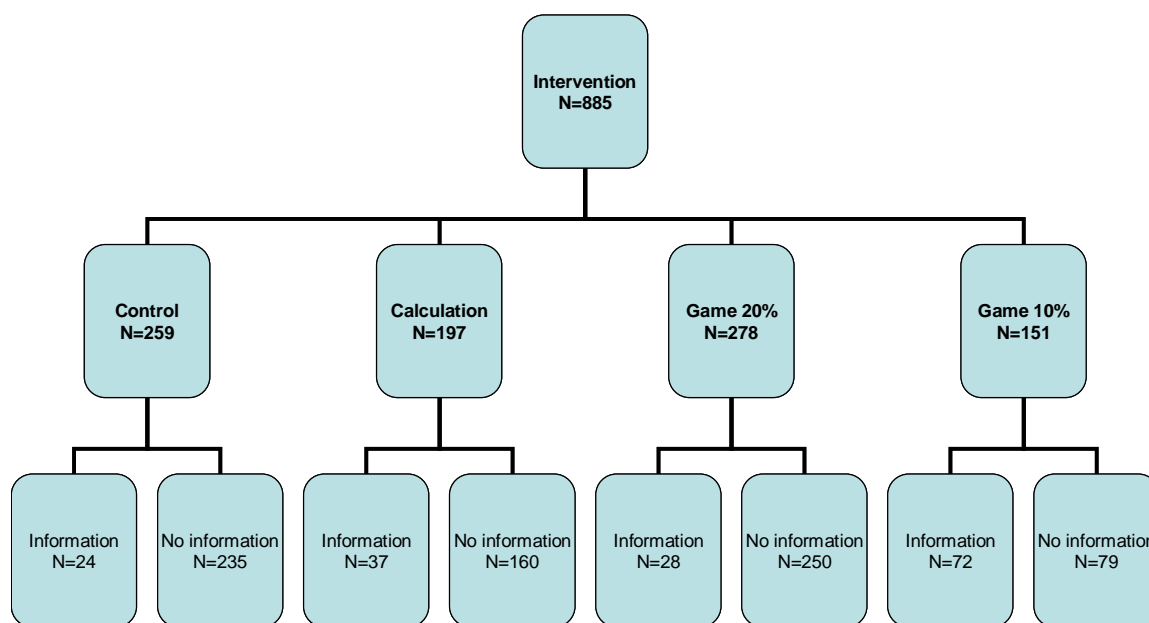 Intervention
N=885
Control
N=259
Calculation
N=197
Game 20%
N=278
Game 10%
N=151
Information
N=24
No information
N=235
Information
N=37
No information
N=160
Information
N=28
No information
N=250
Information
N=72
No information
N=79